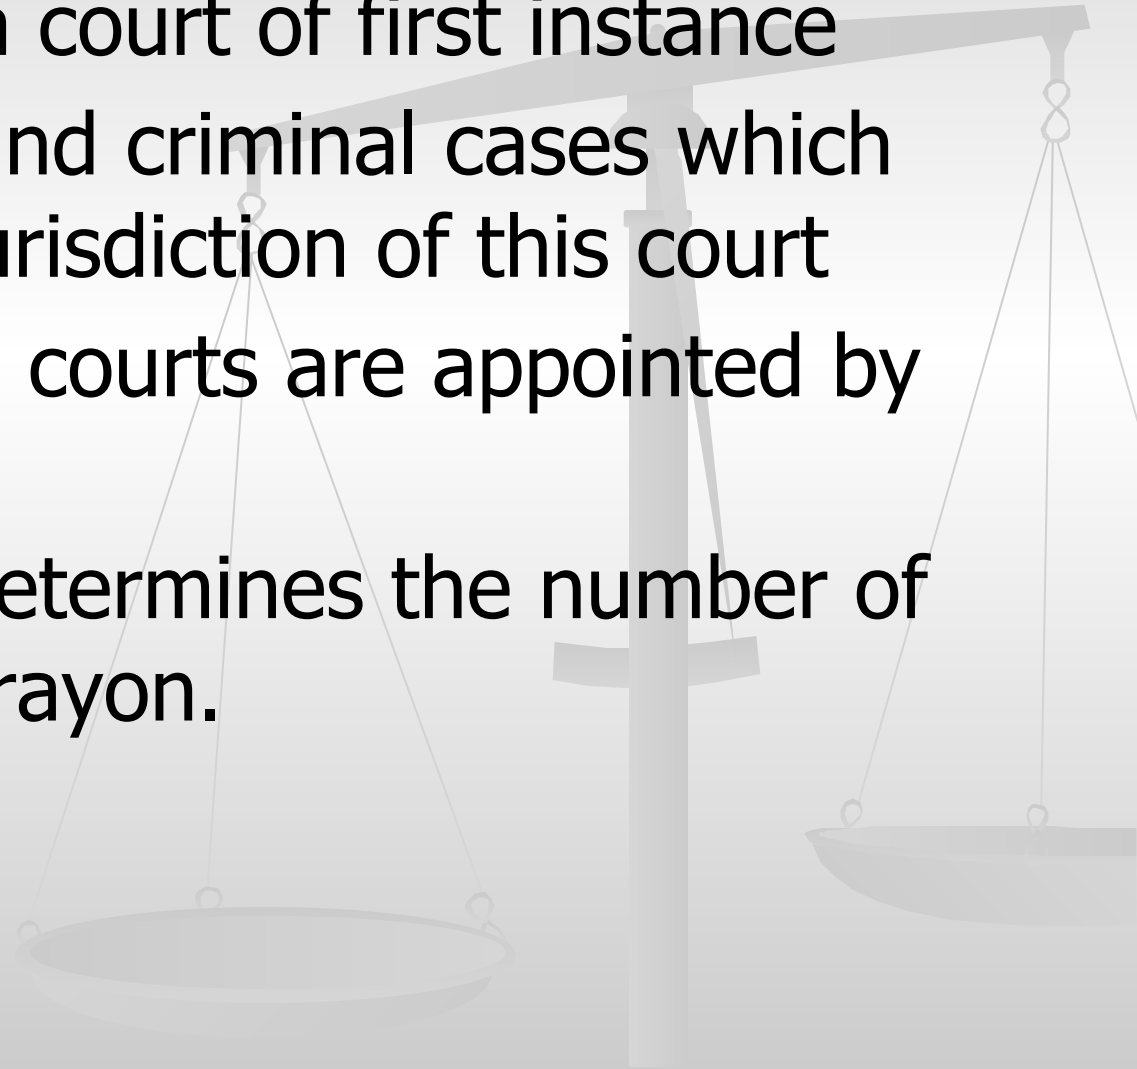 court of first instance
nd criminal cases which
urisdiction of this court
courts are appointed by
etermines the number of
rayon.